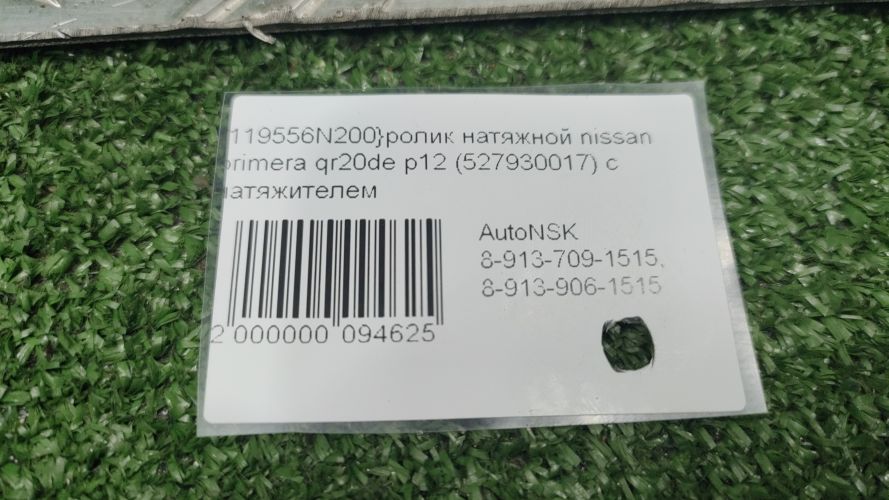 119556N200}ролик натяжной nissan
primera qr20de p12 (527930017) с
натяжителем
AutoNSK
8-913-709-1515,
8-913-906-1515
2 000000 094625